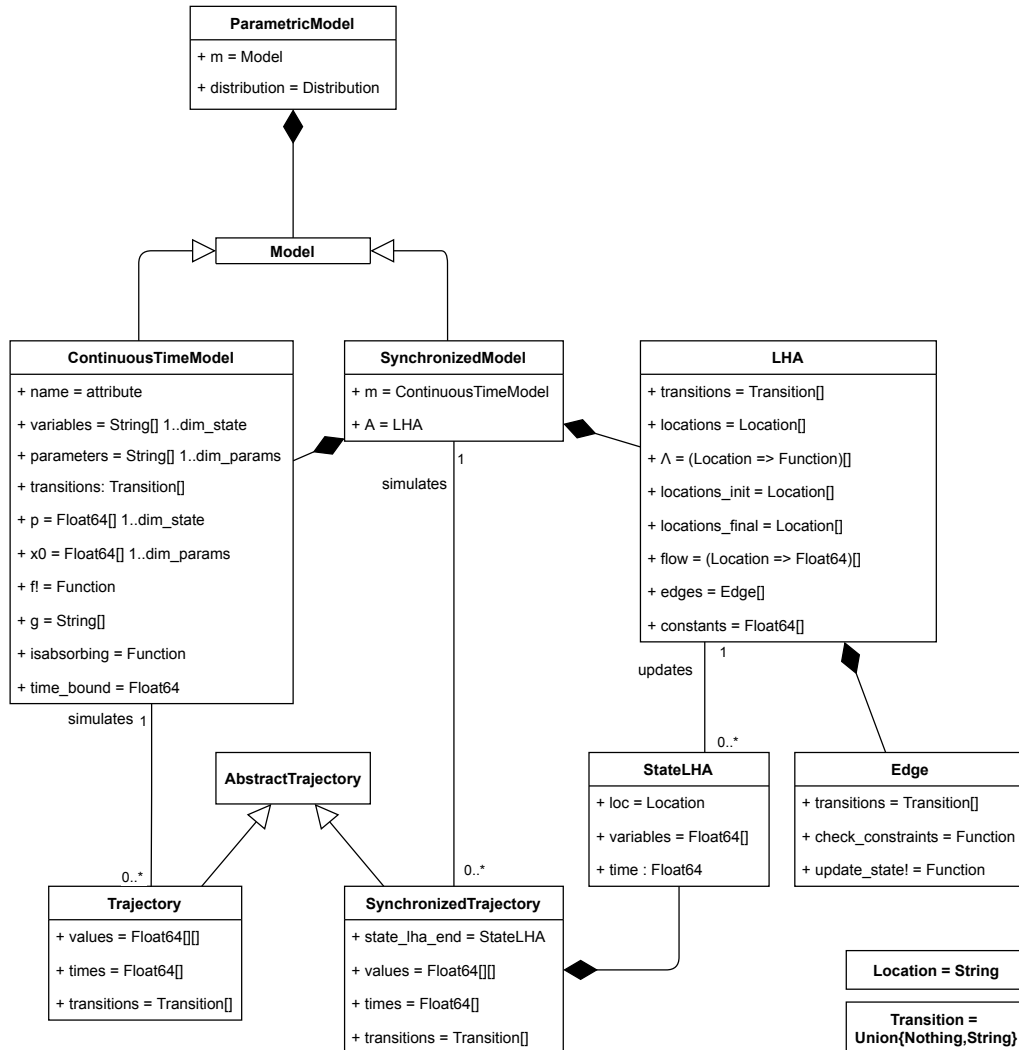 ParametricModel
+ m = Model
+ distribution = Distribution
Model
ContinuousTimeModel
+ name = attribute
+ variables = String[] 1..dim_state
+ parameters = String[] 1..dim_params
+ transitions: Transition[]
+ p = Float64[] 1..dim_state
+ x0 = Float64[] 1..dim_params
+ f! = Function
+ g = String[]
+ isabsorbing = Function
+ time_bound = Float64
SynchronizedModel
+ m = ContinuousTimeModel
+ A = LHA
LHA
+ transitions = Transition[]
+ locations = Location[]
+ Λ = (Location => Function)[]
+ locations_init = Location[]
+ locations_final = Location[]
+ flow = (Location => Float64)[]
+ edges = Edge[]
+ constants = Float64[]
1
simulates
updates
1
simulates
1
0..*
AbstractTrajectory
StateLHA
+ loc = Location
+ variables = Float64[]
+ time : Float64
Edge
+ transitions = Transition[]
+ check_constraints = Function
+ update_state! = Function
0..*
0..*
Trajectory
+ values = Float64[][]
+ times = Float64[]
+ transitions = Transition[]
SynchronizedTrajectory
+ state_lha_end = StateLHA
+ values = Float64[][]
+ times = Float64[]
+ transitions = Transition[]
Location = String
Transition =
Union{Nothing,String}